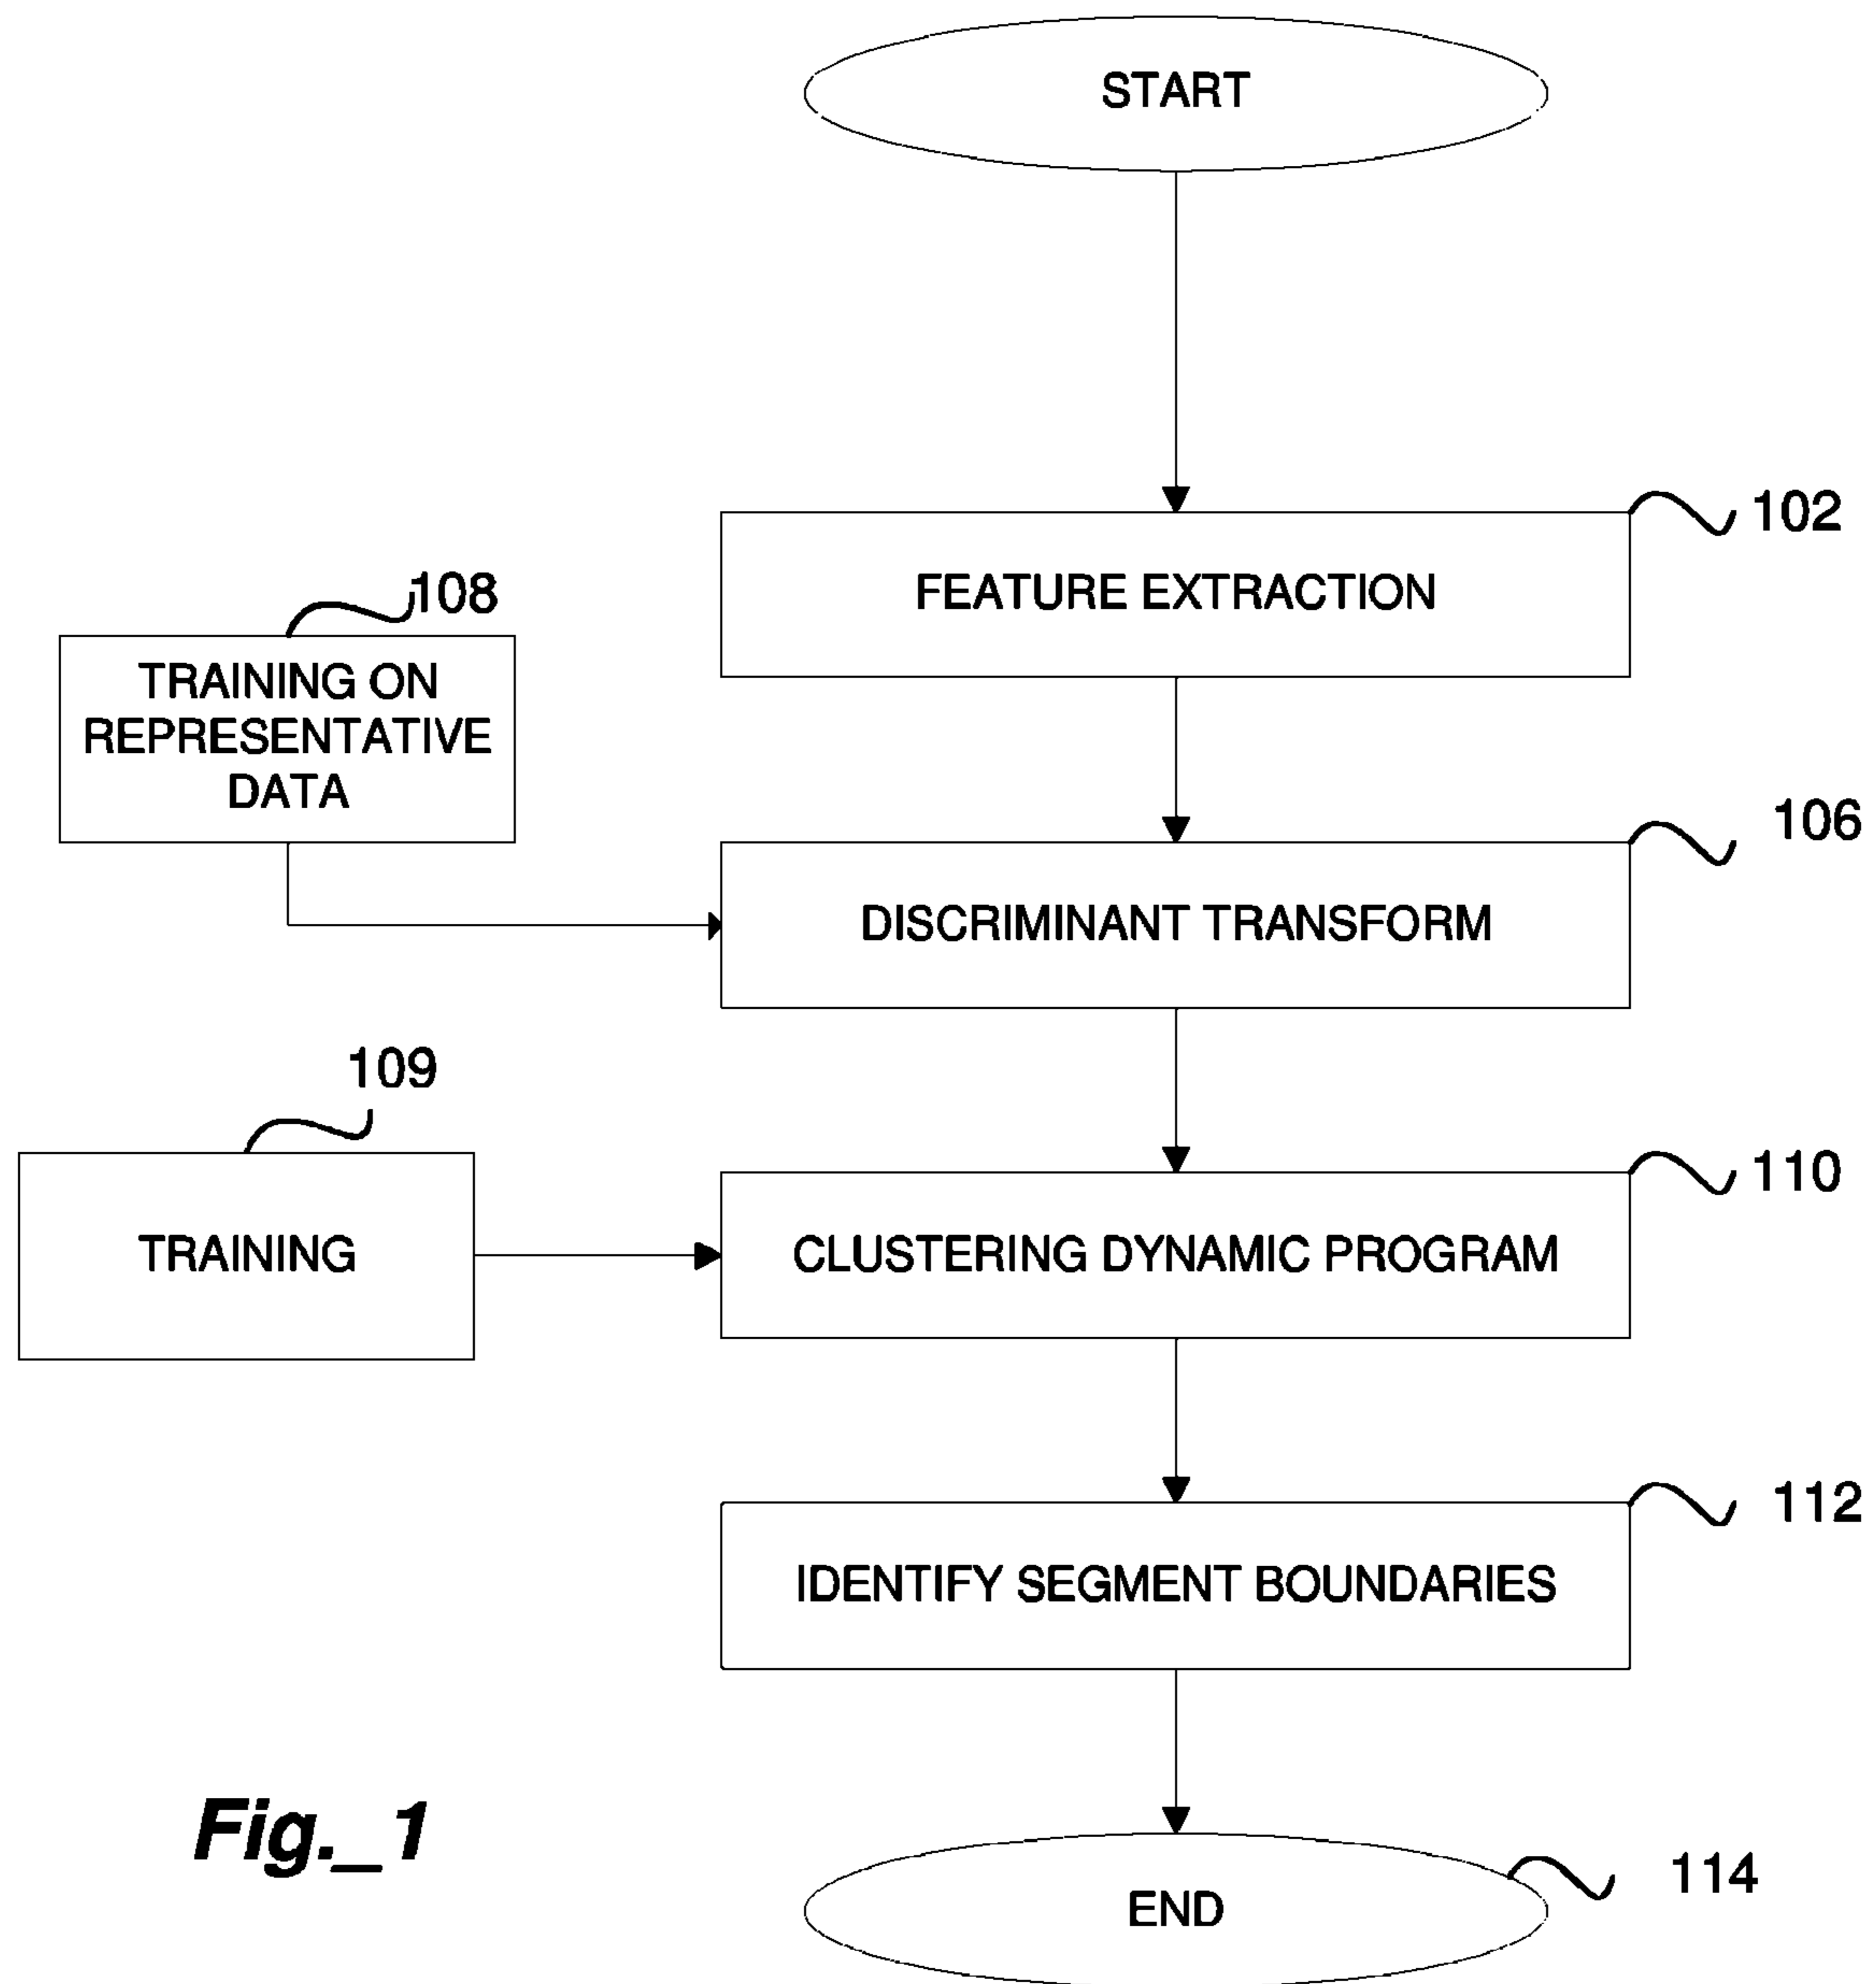 START
102
FEATURE EXTRACTION
108
TRAINING ON
REPRESENTATIVE
DATA
106
DISCRIMINANT TRANSFORM
109
TRAINING
110
CLUSTERING DYNAMIC PROGRAM
112
IDENTIFY SEGMENT BOUNDARIES
Fig._1
114
END